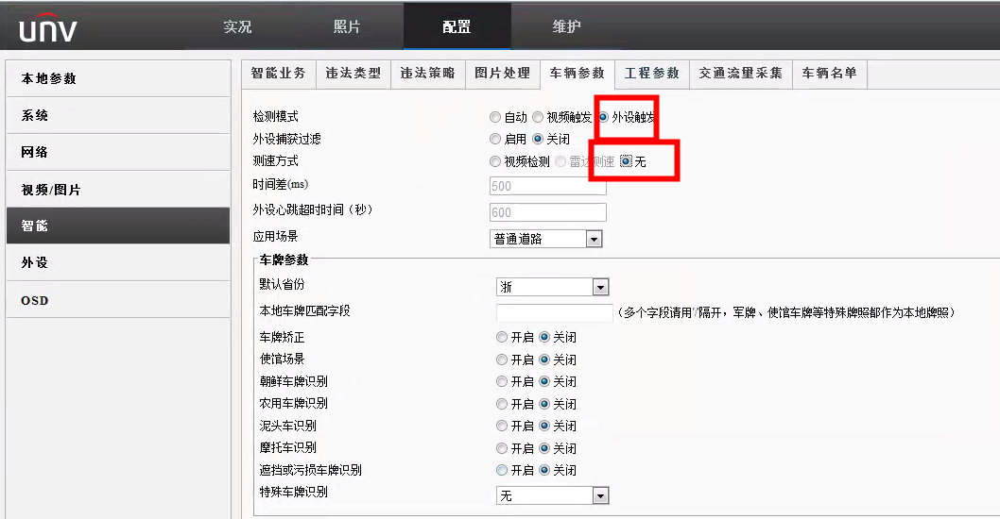 unv 实况 照片 配置 维护
本地参数
系统
网络
视频/图片
智能
外设
OSD
智能业务 违法类型 违法策略 图片处理 车辆参数 工程参数 交通流量采集 车辆名单
检测模式 自动 视频触发 外设触发
外设捕获过滤 启用 关闭
测速方式 视频检测 雷达测速 无
时间差(ms) 500
外设心跳超时时间（秒） 600
应用场景 普通道路
车牌参数
默认省份 浙
本地车牌匹配字段 （多个字段请用'/'隔开，军牌、使馆车牌等特殊牌照都作为本地牌照）
车牌矫正 开启 关闭
使馆场景 开启 关闭
朝鲜车牌识别 开启 关闭
农用车牌识别 开启 关闭
泥头车识别 开启 关闭
摩托车识别 开启 关闭
遮挡或污损车牌识别 开启 关闭
特殊车牌识别 无